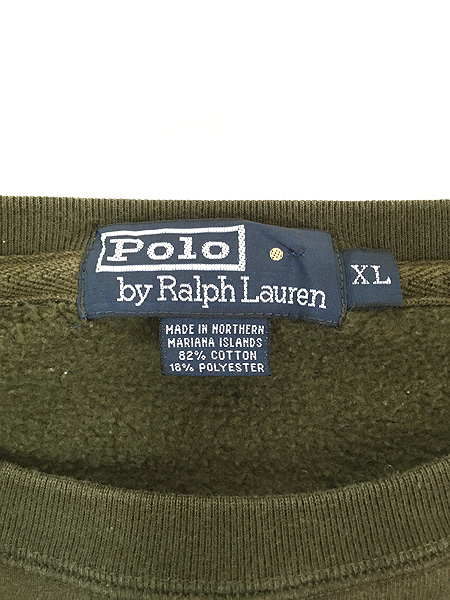 Polo
by Ralph Lauren
XL
MADE IN NORTHERN
MARIANA ISLANDS
82% COTTON
18% POLYESTER